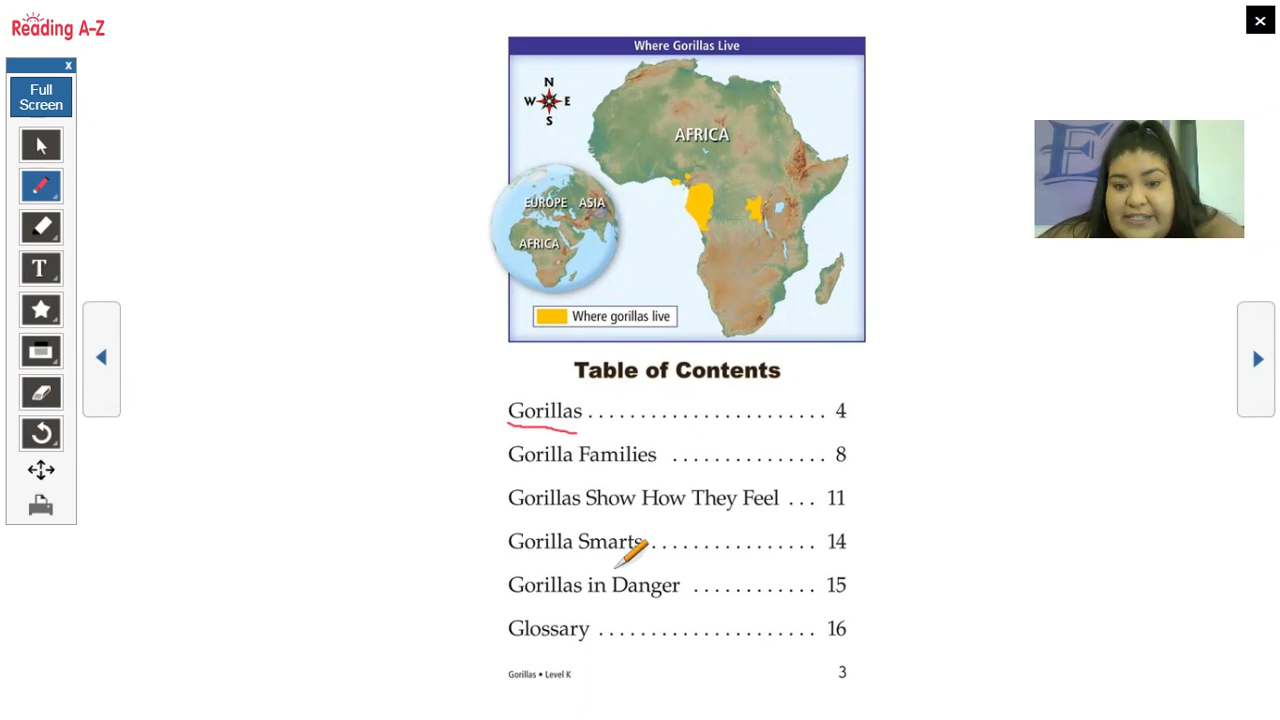 Reading A-Z
x
Full
Screen
T
Where Gorillas Live
N
W E
S
AFRICA
EUROPE ASIA
AFRICA
Where gorillas live
E
Table of Contents
Gorillas . . . . . . . . . . . . . . . . . . . . . . . 4
Gorilla Families . . . . . . . . . . . . . . . 8
Gorillas Show How They Feel . . . 11
Gorilla Smarts . . . . . . . . . . . . . . . . 14
Gorillas in Danger . . . . . . . . . . . . 15
Glossary . . . . . . . . . . . . . . . . . . . . . 16
Gorillas • Level K
3